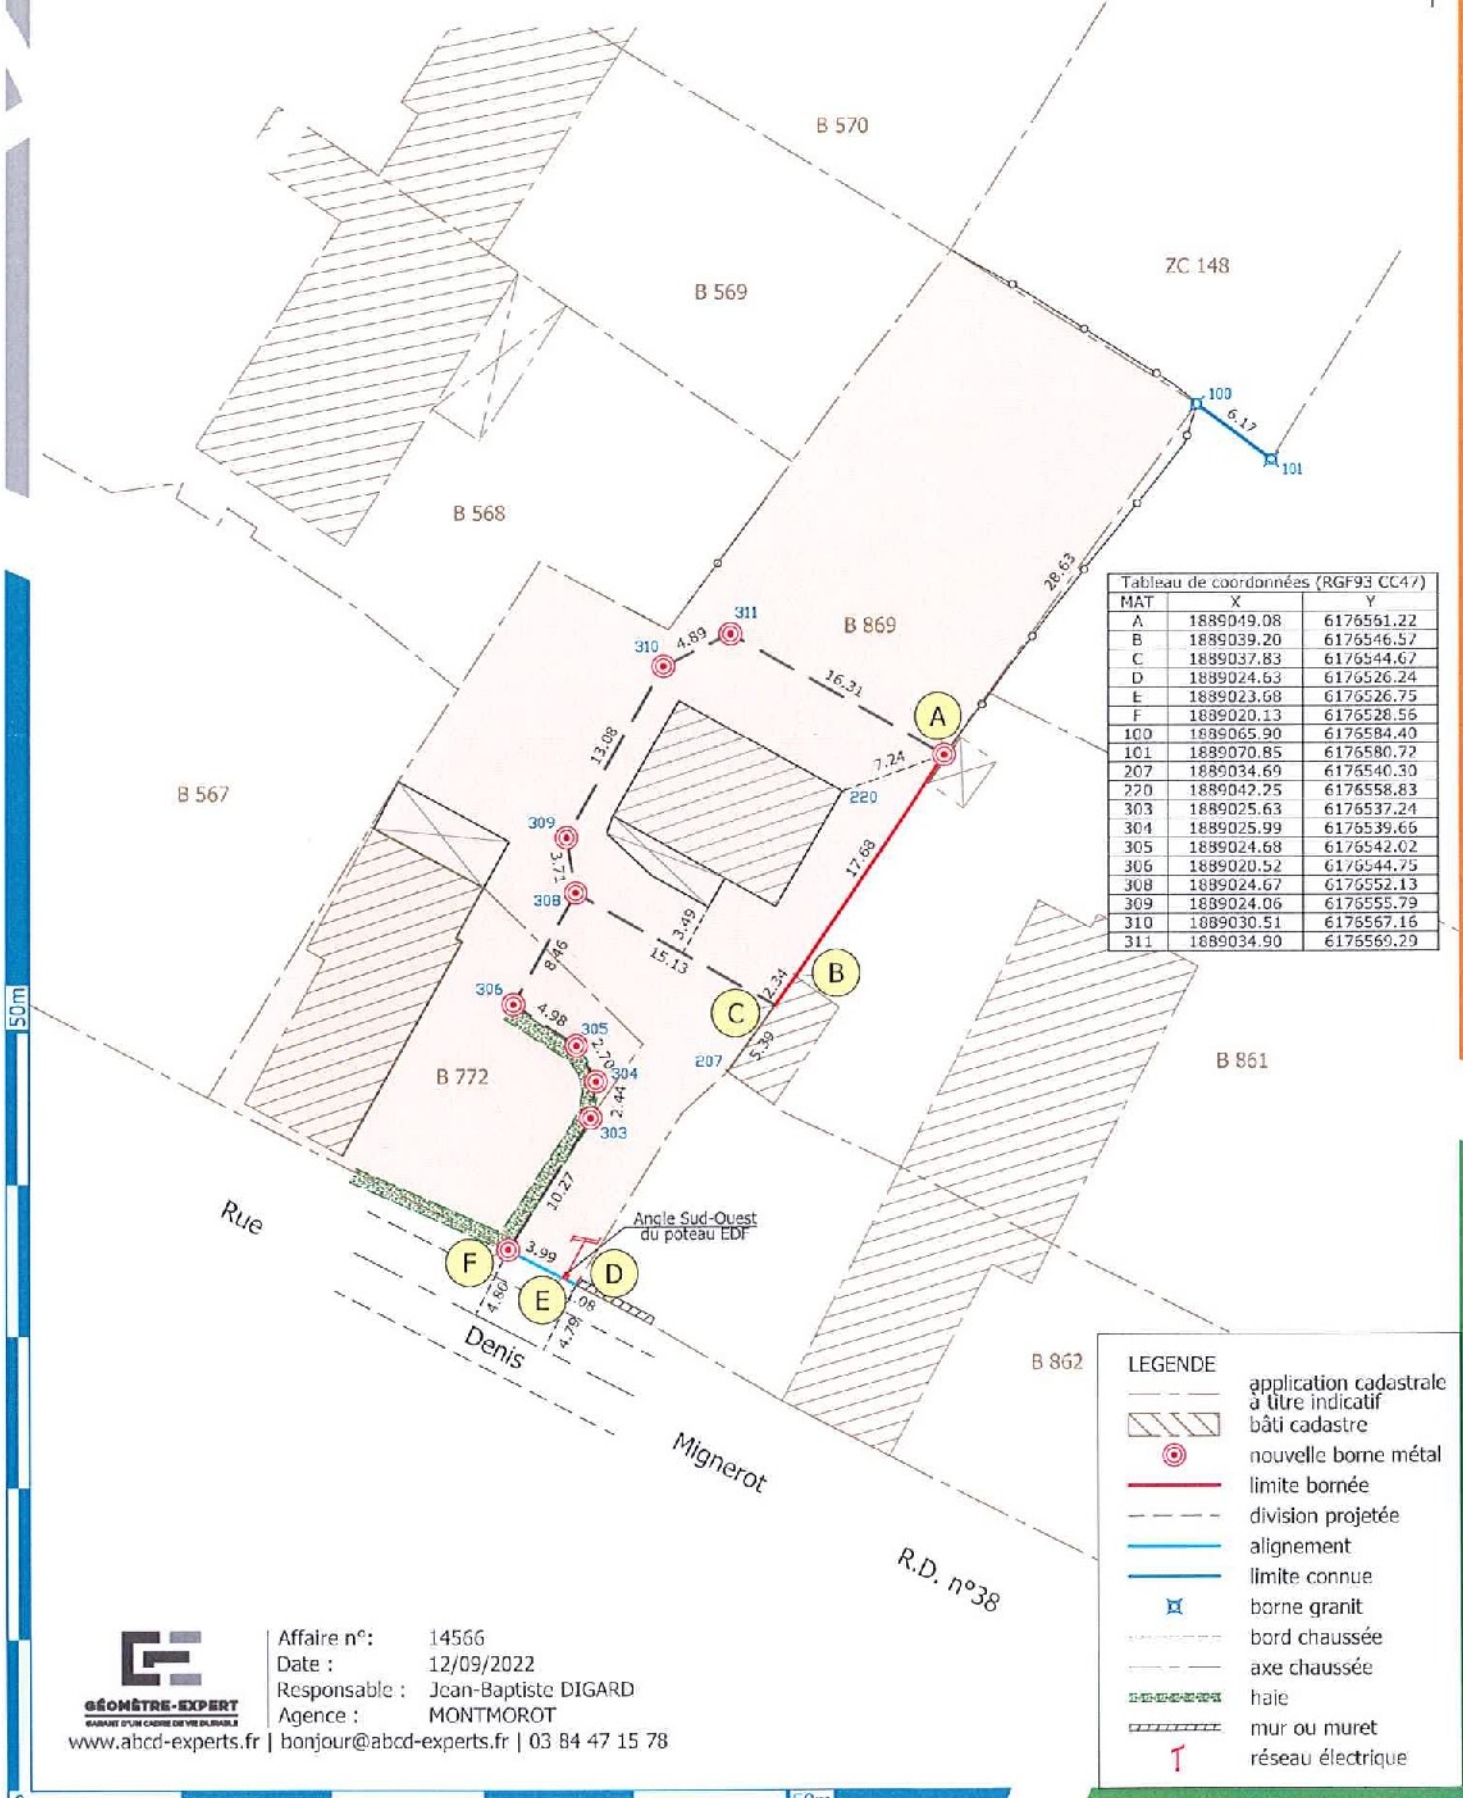 B 570
ZC 148
B 569
100
6.17
101
B 568
28.63
311
B 869
310
4.89
16.31
A
13.08
7.24
220
B 567
309
3.71
308
17.68
3.49
8.46
15.13
2.34
B
C
306
4.98
305
2.70
304
2.44
303
5.39
207
B 772
B 861
10.27
50m
Tableau de coordonnées (RGF93 CC47)
MAT X Y
A 1889049.08 6176561.22
B 1889039.20 6176546.57
C 1889037.83 6176544.67
D 1889024.63 6176526.24
E 1889023.68 6176526.75
F 1889020.13 6176528.56
100 1889065.90 6176584.40
101 1889070.85 6176580.72
207 1889034.69 6176540.30
220 1889042.25 6176558.83
303 1889025.63 6176537.24
304 1889025.99 6176539.66
305 1889024.68 6176542.02
306 1889020.52 6176544.75
308 1889024.67 6176552.13
309 1889024.06 6176555.79
310 1889030.51 6176567.16
311 1889034.90 6176569.29
Rue
Angle Sud-Ouest
du poteau EDF
F
3.99
D
E
.08
4.86
4.79
Denis
B 862
Mignerot
R.D. n°38
LEGENDE
application cadastrale
à titre indicatif
bâti cadastre
nouvelle borne métal
limite bornée
division projetée
alignement
limite connue
borne granit
bord chaussée
axe chaussée
haie
mur ou muret
réseau électrique
GÉOMÈTRE-EXPERT
GARANT D'UN CADRE DE VIE DURABLE
Affaire n°: 14566
Date : 12/09/2022
Responsable : Jean-Baptiste DIGARD
Agence : MONTMOROT
www.abcd-experts.fr | bonjour@abcd-experts.fr | 03 84 47 15 78
50m